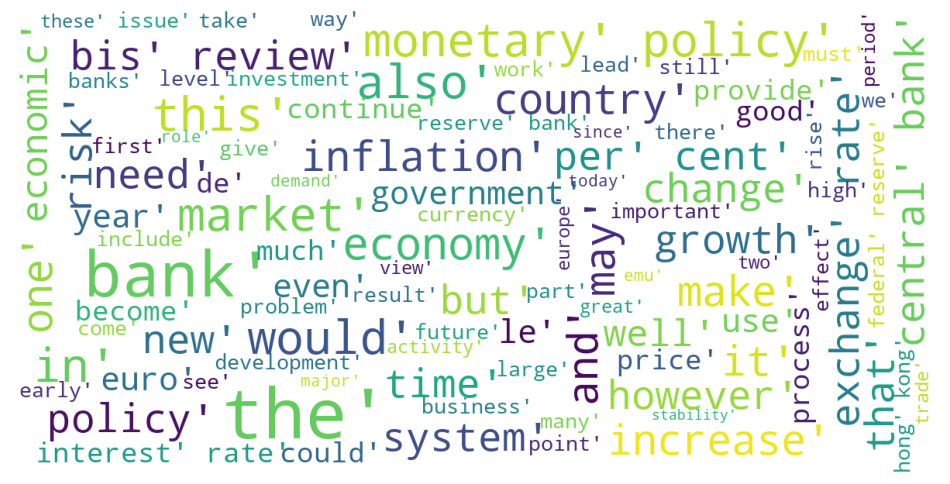 these' issue' take' way'
bis' review'
monetary' policy'
must'
period'
economic'
banks' level' investment'
also'
work' lead' still'
central' bank'
risk'
this' continue'
country' provide' we'
good'
rate'
reserve' bank' since' there'
rise'
first' role' give'
inflation' per' cent'
need' de' demand'
government' today' change' high'
federal' reserve'
year' market' currency'
may' important'
include' much' economy' europe' growth'
effect'
one' bank' even' view' two'
exchange'
become' problem' result' but' part' emu' make'
come' great'
new' would' future' le' and' well' use'
in' development' activity' large' price' it' process' that'
early' euro' see' major' time' however'
business' trade'
policy' the' system' many' stability' hong' kong'
point' increase'
interest' rate' could'